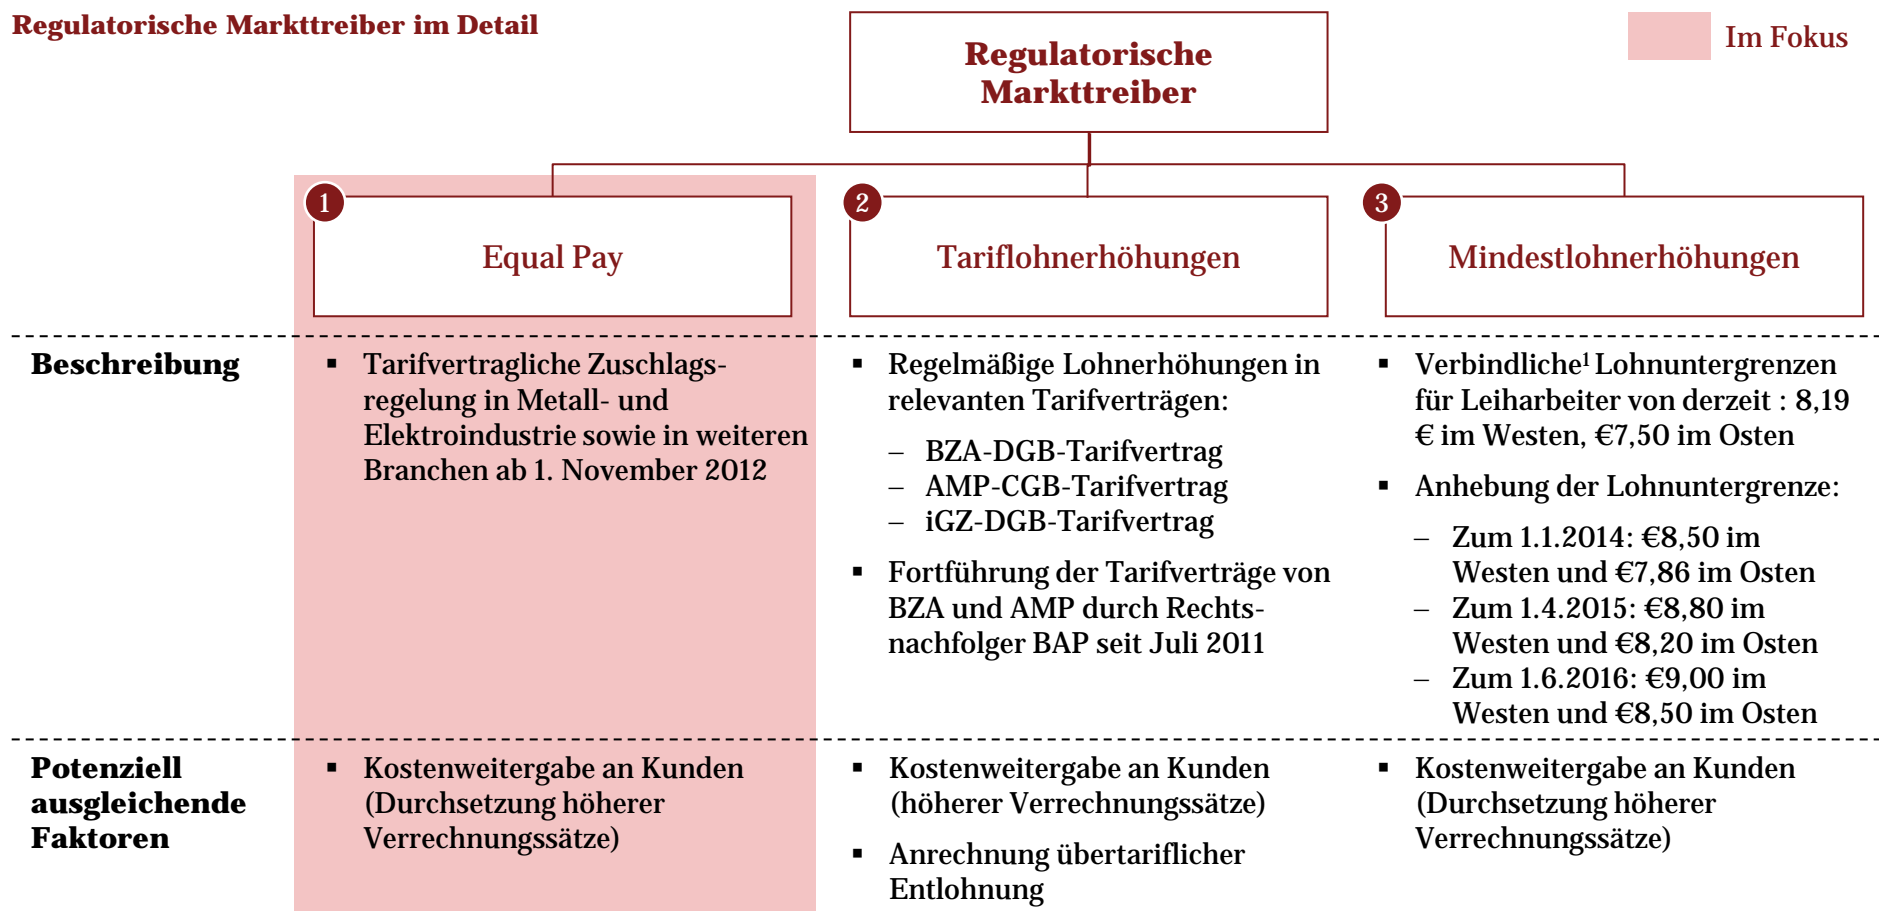 Regulatorische Markttreiber im Detail
Regulatorische
Markttreiber
Im Fokus
1
Equal Pay
2
Tariflohnerhöhungen
3
Mindestlohnerhöhungen
Beschreibung
▪ Tarifvertragliche Zuschlags-
regelung in Metall- und
Elektroindustrie sowie in weiteren
Branchen ab 1. November 2012
▪ Regelmäßige Lohnerhöhungen in
relevanten Tarifverträgen:
– BZA-DGB-Tarifvertrag
– AMP-CGB-Tarifvertrag
– iGZ-DGB-Tarifvertrag
▪ Fortführung der Tarifverträge von
BZA und AMP durch Rechts-
nachfolger BAP seit Juli 2011
▪ Verbindliche¹ Lohnuntergrenzen
für Leiharbeiter von derzeit : 8,19
€ im Westen, €7,50 im Osten
▪ Anhebung der Lohnuntergrenze:
– Zum 1.1.2014: €8,50 im
Westen und €7,86 im Osten
– Zum 1.4.2015: €8,80 im
Westen und €8,20 im Osten
– Zum 1.6.2016: €9,00 im
Westen und €8,50 im Osten
Potenziell
ausgleichende
Faktoren
▪ Kostenweitergabe an Kunden
(Durchsetzung höherer
Verrechnungssätze)
▪ Kostenweitergabe an Kunden
(höherer Verrechnungssätze)
▪ Anrechnung übertariflicher
Entlohnung
▪ Kostenweitergabe an Kunden
(Durchsetzung höherer
Verrechnungssätze)